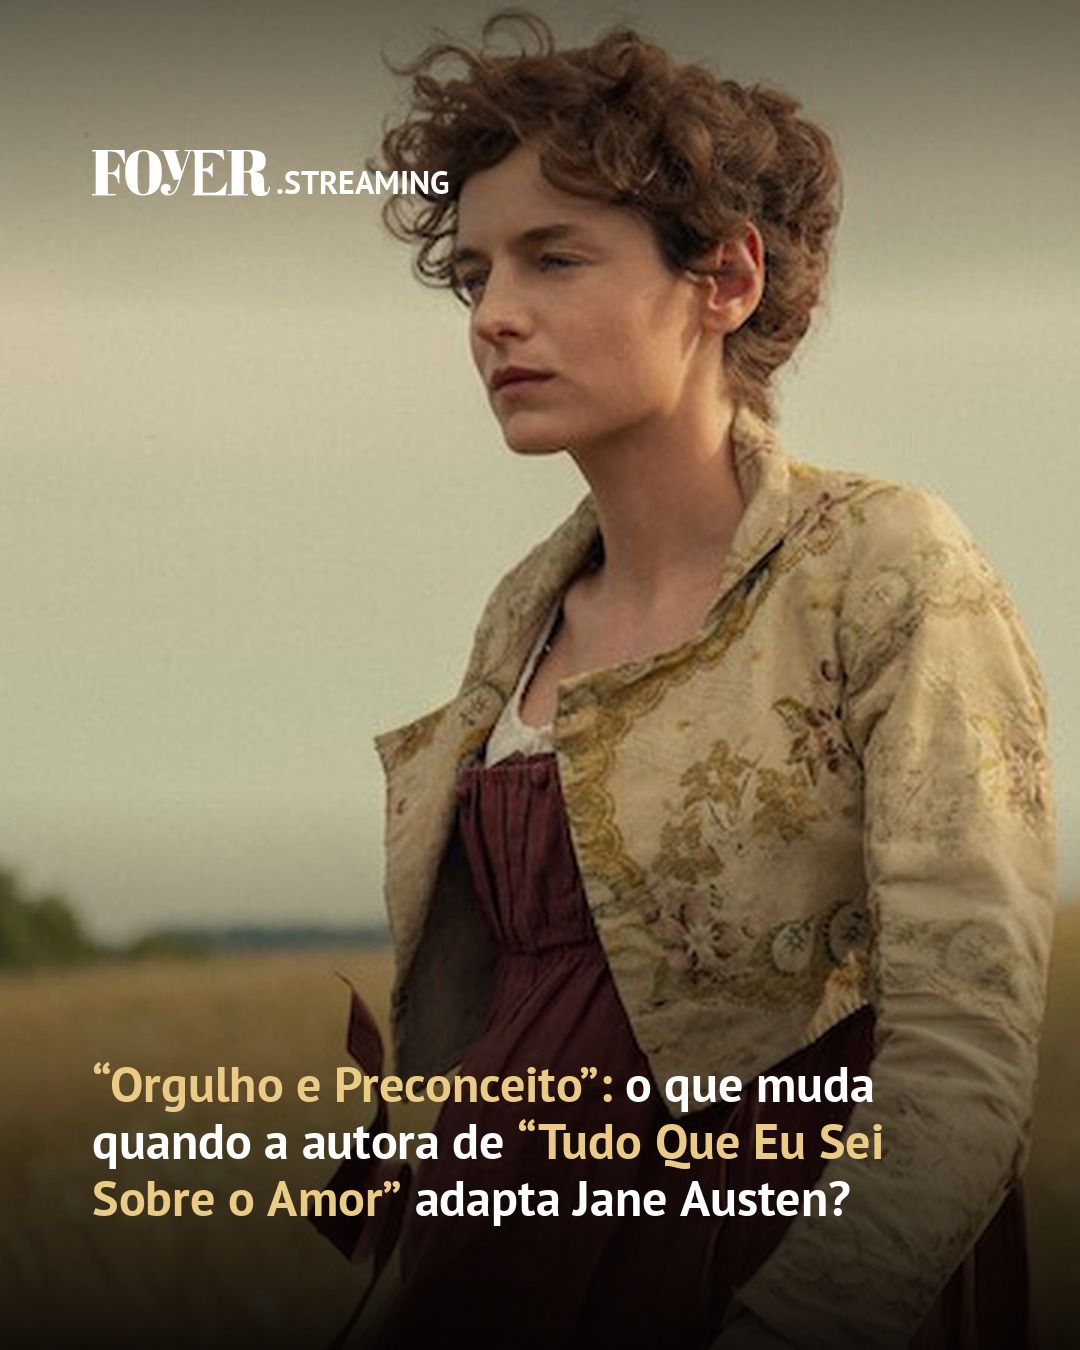 FOYER.STREAMING
“Orgulho e Preconceito”: o que muda
quando a autora de “Tudo Que Eu Sei
Sobre o Amor” adapta Jane Austen?